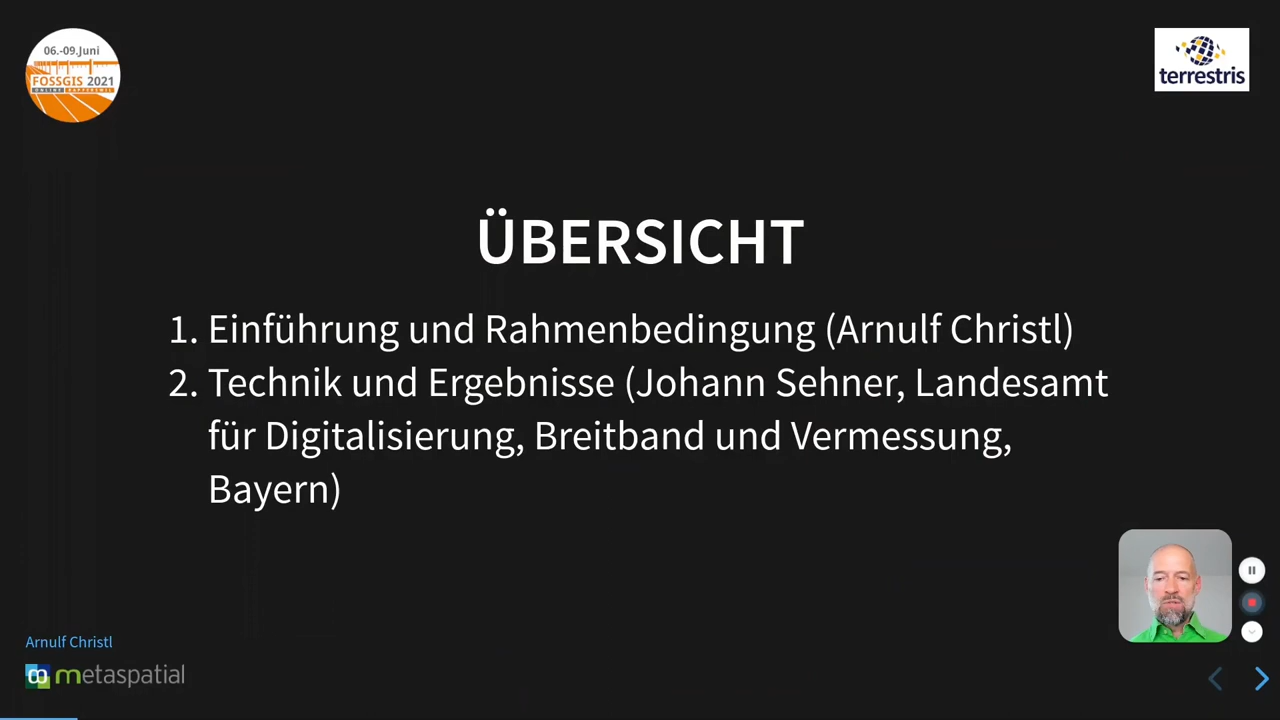 06.-09.Juni
FOSSGIS 2021
terrestris
ÜBERSICHT
1. Einführung und Rahmenbedingung (Arnulf Christl)
2. Technik und Ergebnisse (Johann Sehner, Landesamt
für Digitalisierung, Breitband und Vermessung,
Bayern)
Arnulf Christl
metaspatial